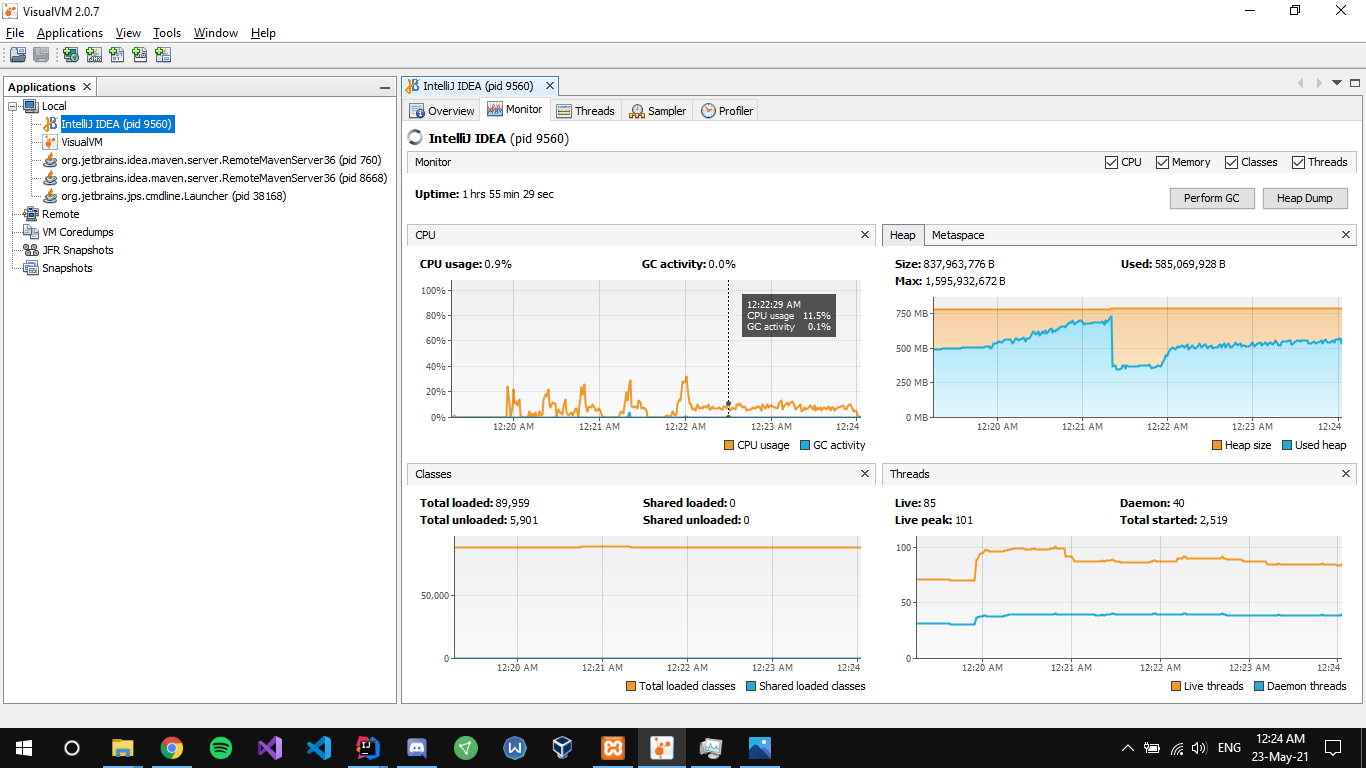 VisualVM 2.0.7
File Applications View Tools Window Help
Applications
Local
IntelliJ IDEA (pid 9560)
VisualVM
org.jetbrains.idea.maven.server.RemoteMavenServer36 (pid 760)
org.jetbrains.idea.maven.server.RemoteMavenServer36 (pid 8668)
org.jetbrains.jps.cmdline.Launcher (pid 38168)
Remote
VM Coredumps
JFR Snapshots
Snapshots
IntelliJ IDEA (pid 9560)
Overview Monitor Threads Sampler Profiler
IntelliJ IDEA (pid 9560)
Monitor CPU Memory Classes Threads
Uptime: 1 hrs 55 min 29 sec
Perform GC Heap Dump
CPU
CPU usage: 0.9% GC activity: 0.0%
100%
80%
60%
40%
20%
0%
12:22:29 AM
CPU usage 11.5%
GC activity 0.1%
12:20 AM 12:21 AM 12:22 AM 12:23 AM 12:24
CPU usage GC activity
Heap Metaspace
Size: 837,963,776 B Used: 585,069,928 B
Max: 1,595,932,672 B
750 MB
500 MB
250 MB
0 MB
12:20 AM 12:21 AM 12:22 AM 12:23 AM 12:24
Heap size Used heap
Classes
Total loaded: 89,959 Shared loaded: 0
Total unloaded: 5,901 Shared unloaded: 0
50,000
0
12:20 AM 12:21 AM 12:22 AM 12:23 AM 12:24
Total loaded classes Shared loaded classes
Threads
Live: 85 Daemon: 40
Live peak: 101 Total started: 2,519
100
50
0
12:20 AM 12:21 AM 12:22 AM 12:23 AM 12:24
Live threads Daemon threads
ENG
12:24 AM
23-May-21